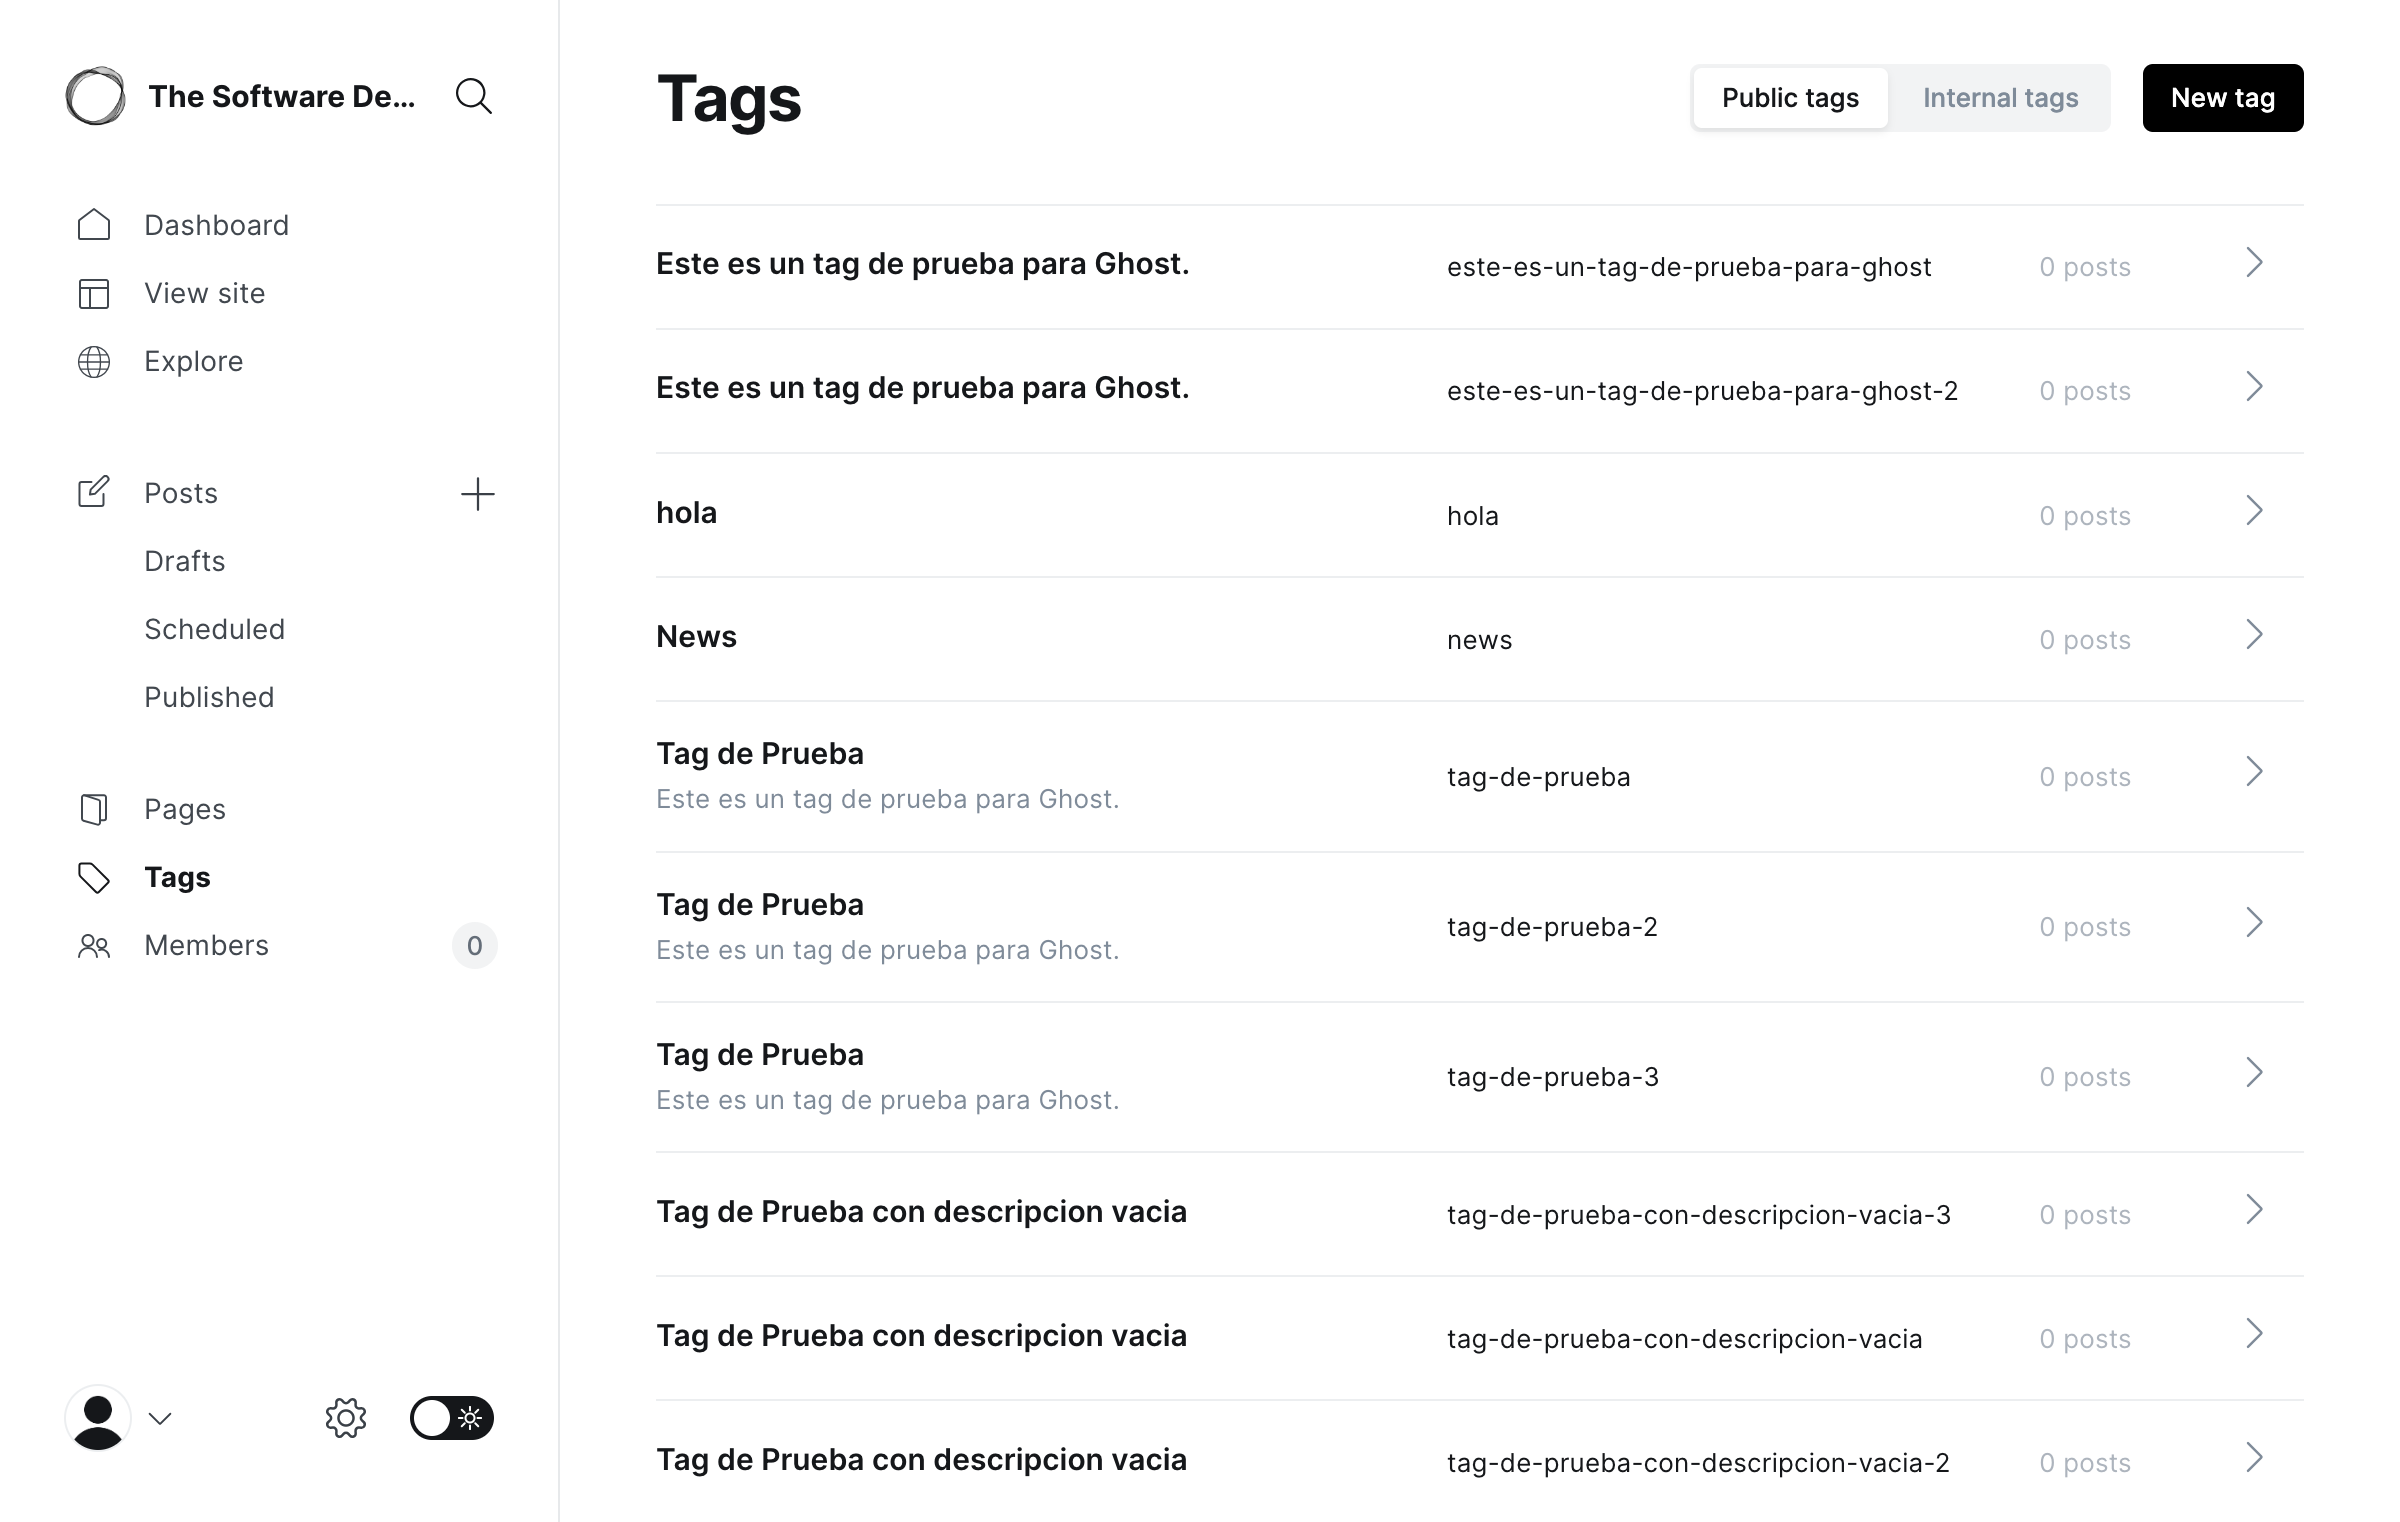 The Software De...
Dashboard
View site
Explore
Posts
Drafts
Scheduled
Published
Pages
Tags
Members 0
Tags
Public tags Internal tags New tag
Este es un tag de prueba para Ghost. este-es-un-tag-de-prueba-para-ghost 0 posts
Este es un tag de prueba para Ghost. este-es-un-tag-de-prueba-para-ghost-2 0 posts
hola hola 0 posts
News news 0 posts
Tag de Prueba
Este es un tag de prueba para Ghost. tag-de-prueba 0 posts
Tag de Prueba
Este es un tag de prueba para Ghost. tag-de-prueba-2 0 posts
Tag de Prueba
Este es un tag de prueba para Ghost. tag-de-prueba-3 0 posts
Tag de Prueba con descripcion vacia tag-de-prueba-con-descripcion-vacia-3 0 posts
Tag de Prueba con descripcion vacia tag-de-prueba-con-descripcion-vacia 0 posts
Tag de Prueba con descripcion vacia tag-de-prueba-con-descripcion-vacia-2 0 posts